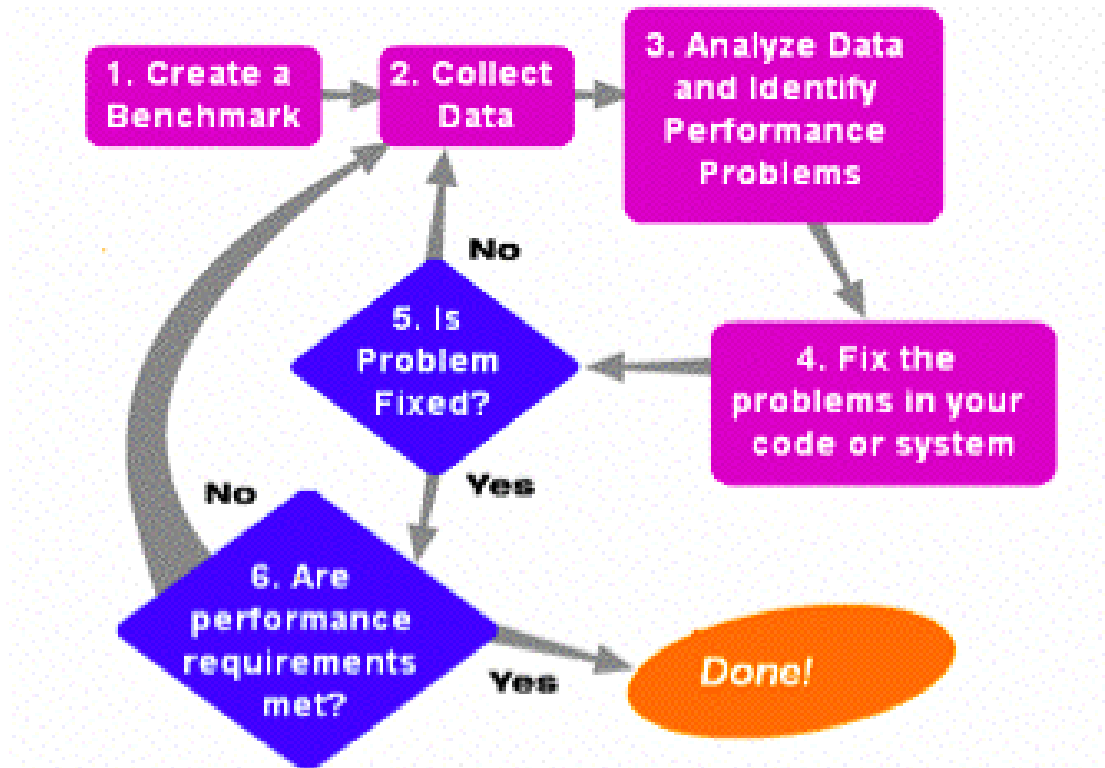 1. Create a
Benchmark
2. Collect
Data
3. Analyze Data
and Identify
Performance
Problems
4. Fix the
problems in your
code or system
5. Is
Problem
Fixed?
No
Yes
6. Are
performance
requirements
met?
No
Yes
Done!